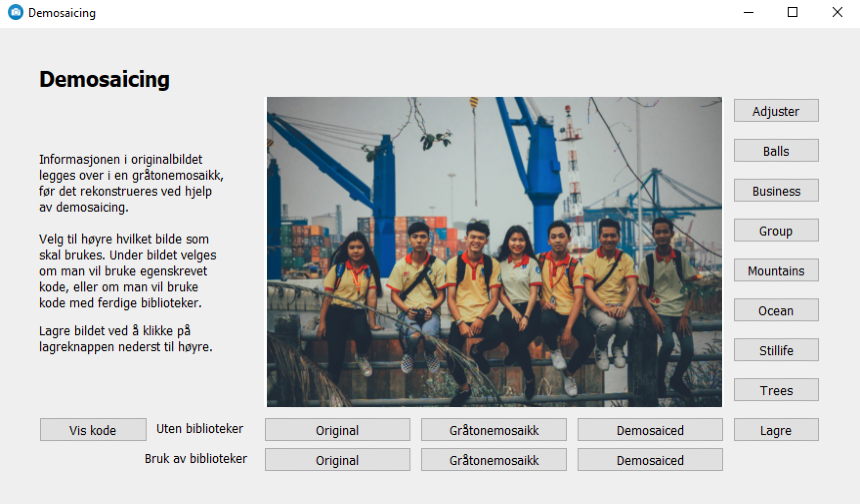 Demosaicing
Demosaicing
Informasjonen i originalbildet
legges over i en gråtonemosaikk,
før det rekonstrueres ved hjelp
av demosaicing.
Velg til høyre hvilket bilde som
skal brukes. Under bildet velges
om man vil bruke egenskrevet
kode, eller om man vil bruke
kode med ferdige biblioteker.
Lagre bildet ved å klikke på
lagreknappen nederst til høyre.
Adjuster
Balls
Business
Group
Mountains
Ocean
Stillife
Trees
Vis kode Uten biblioteker Original Gråtonemosaikk Demosaiced Lagre
Bruk av biblioteker Original Gråtonemosaikk Demosaiced